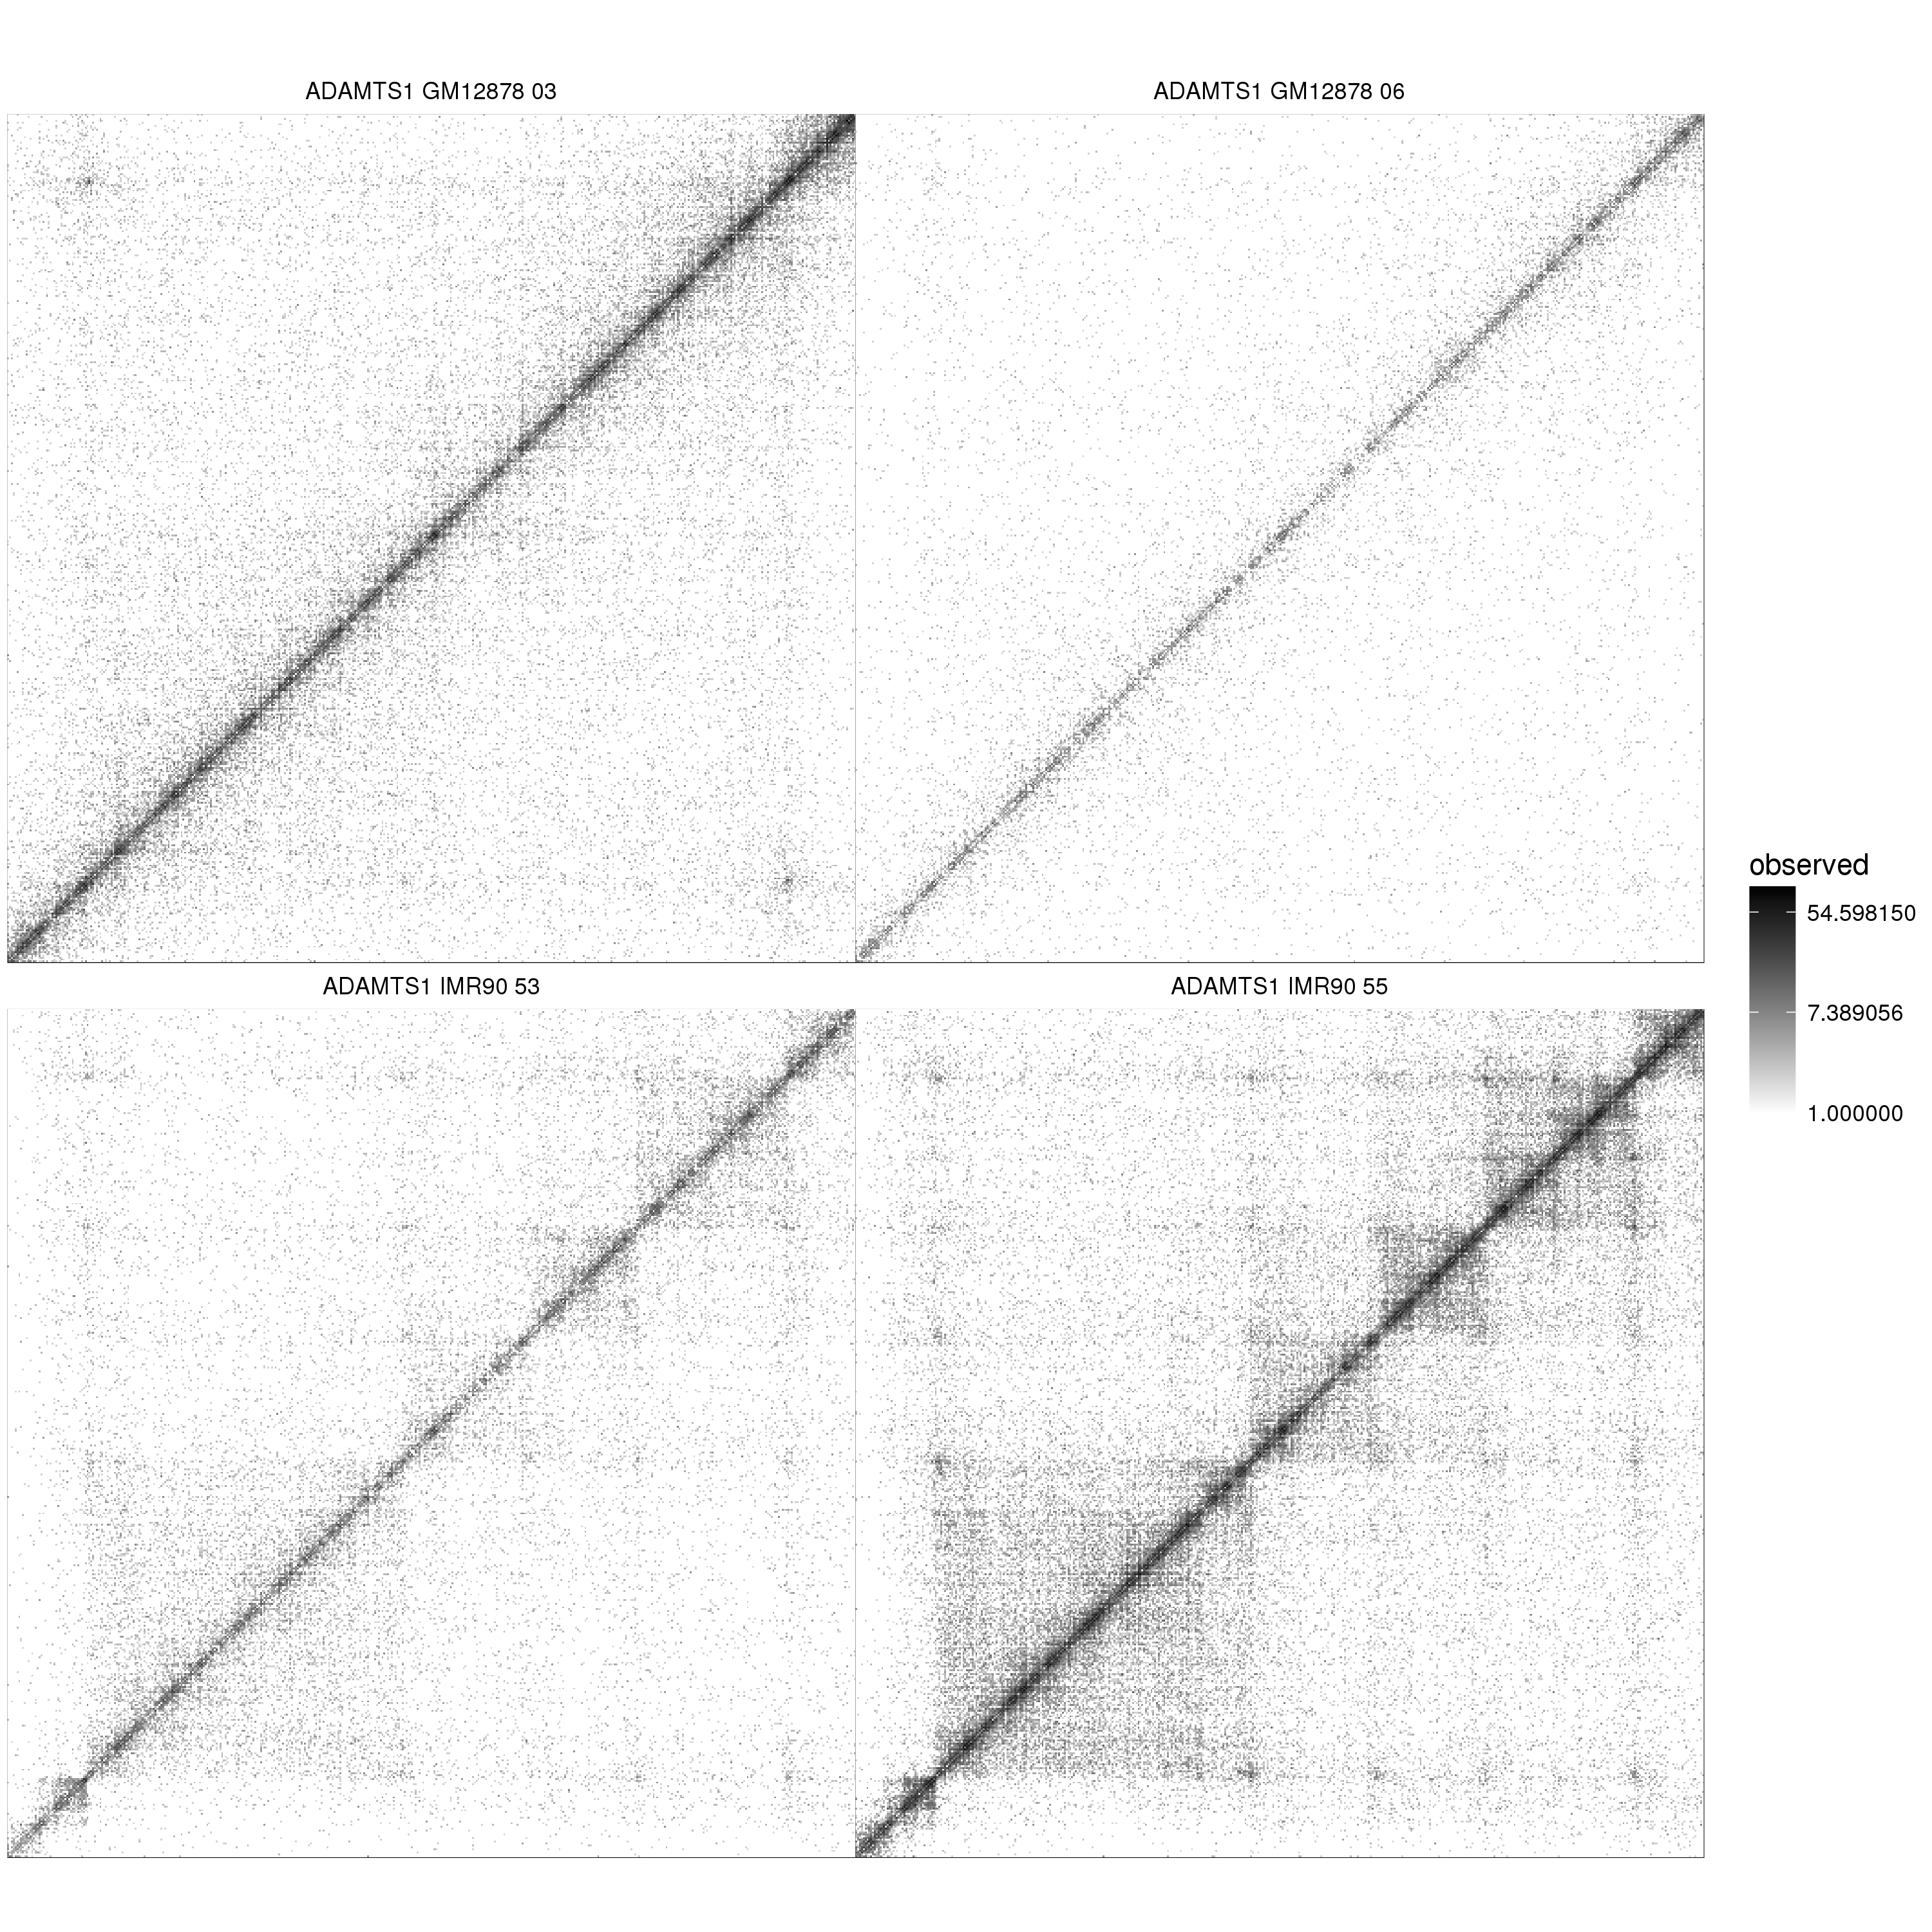 ADAMTS1 GM12878 03
ADAMTS1 GM12878 06
ADAMTS1 IMR90 53
ADAMTS1 IMR90 55
observed
54.598150
7.389056
1.000000